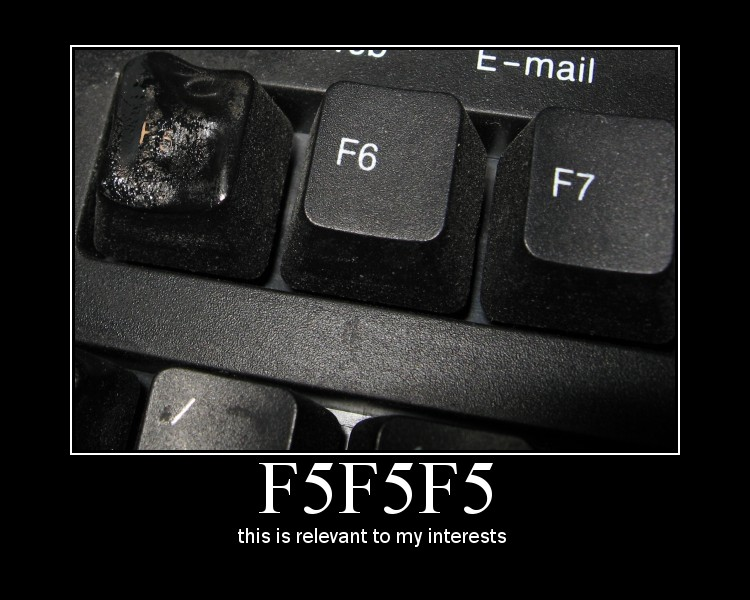 E-mail
F6
F7
F5F5F5
this is relevant to my interests